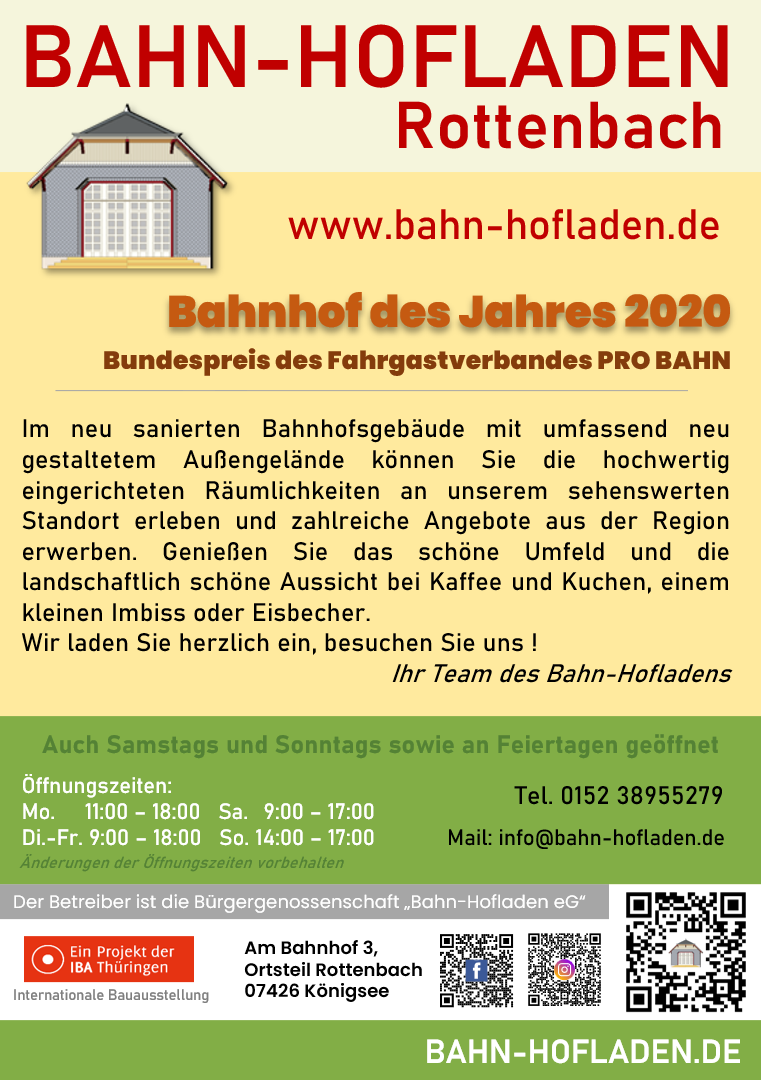 BAHN-HOFLADEN
Rottenbach
www.bahn-hofladen.de
Bahnhof des Jahres 2020
Bundespreis des Fahrgastverbandes PRO BAHN
Im neu sanierten Bahnhofsgebäude mit umfassend neu
gestaltetem Außengelände können Sie die hochwertig
eingerichteten Räumlichkeiten an unserem sehenswerten
Standort erleben und zahlreiche Angebote aus der Region
erwerben. Genießen Sie das schöne Umfeld und die
landschaftlich schöne Aussicht bei Kaffee und Kuchen, einem
kleinen Imbiss oder Eisbecher.
Wir laden Sie herzlich ein, besuchen Sie uns !
Ihr Team des Bahn-Hofladens
Auch Samstags und Sonntags sowie an Feiertagen geöffnet
Öffnungszeiten:
Mo. 11:00 – 18:00 Sa. 9:00 – 17:00
Di.-Fr. 9:00 – 18:00 So. 14:00 – 17:00
Änderungen der Öffnungszeiten vorbehalten
Tel. 0152 38955279
Mail: info@bahn-hofladen.de
Der Betreiber ist die Bürgergenossenschaft „Bahn-Hofladen eG“
Ein Projekt der
IBA Thüringen
Internationale Bauausstellung
Am Bahnhof 3,
Ortsteil Rottenbach
07426 Königsee
BAHN-HOFLADEN.DE